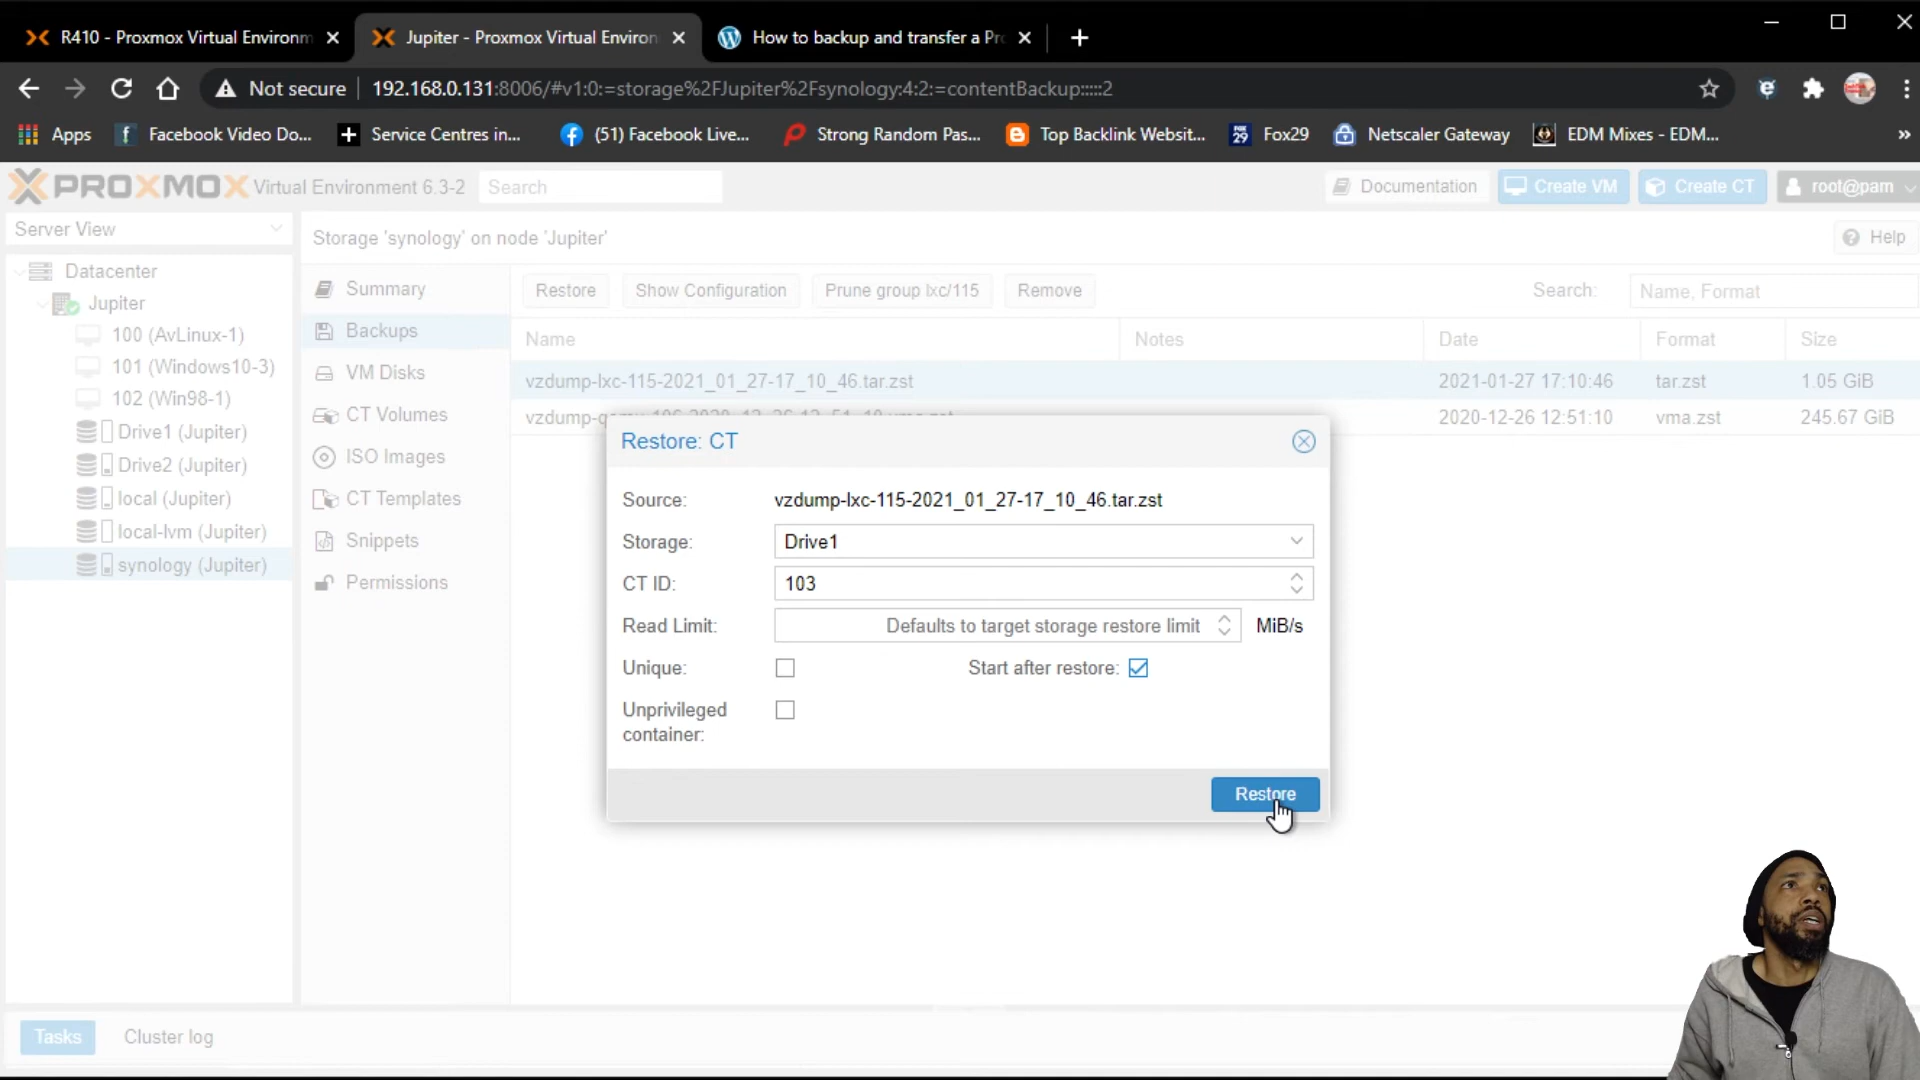 R410 - Proxmox Virtual Environm
Jupiter - Proxmox Virtual Environ
How to backup and transfer a Pr
Not secure
192.168.0.131:8006/#v1:0:=storage%2FJupiter%2Fsynology:4:2:=contentBackup:::::2
Apps
Facebook Video Do...
Service Centres in...
(51) Facebook Live...
Strong Random Pas...
Top Backlink Websit...
FOX 29
Fox29
Netscaler Gateway
EDM Mixes - EDM...
PROXMOX
Virtual Environment 6.3-2
Search
Documentation
Create VM
Create CT
root@pam
Server View
Storage 'synology' on node 'Jupiter'
Help
Datacenter
Jupiter
100 (AvLinux-1)
101 (Windows10-3)
102 (Win98-1)
Drive1 (Jupiter)
Drive2 (Jupiter)
local (Jupiter)
local-lvm (Jupiter)
synology (Jupiter)
Summary
Backups
VM Disks
CT Volumes
ISO Images
CT Templates
Snippets
Permissions
Restore
Show Configuration
Prune group lxc/115
Remove
Search:
Name, Format
Name
Notes
Date
Format
Size
vzdump-lxc-115-2021_01_27-17_10_46.tar.zst
2021-01-27 17:10:46
tar.zst
1.05 GiB
2020-12-26 12:51:10
vma.zst
245.67 GiB
Restore: CT
Source:
vzdump-lxc-115-2021_01_27-17_10_46.tar.zst
Storage:
Drive1
CT ID:
103
Read Limit:
Defaults to target storage restore limit
MiB/s
Unique:
Start after restore:
Unprivileged
container:
Restore
Tasks
Cluster log